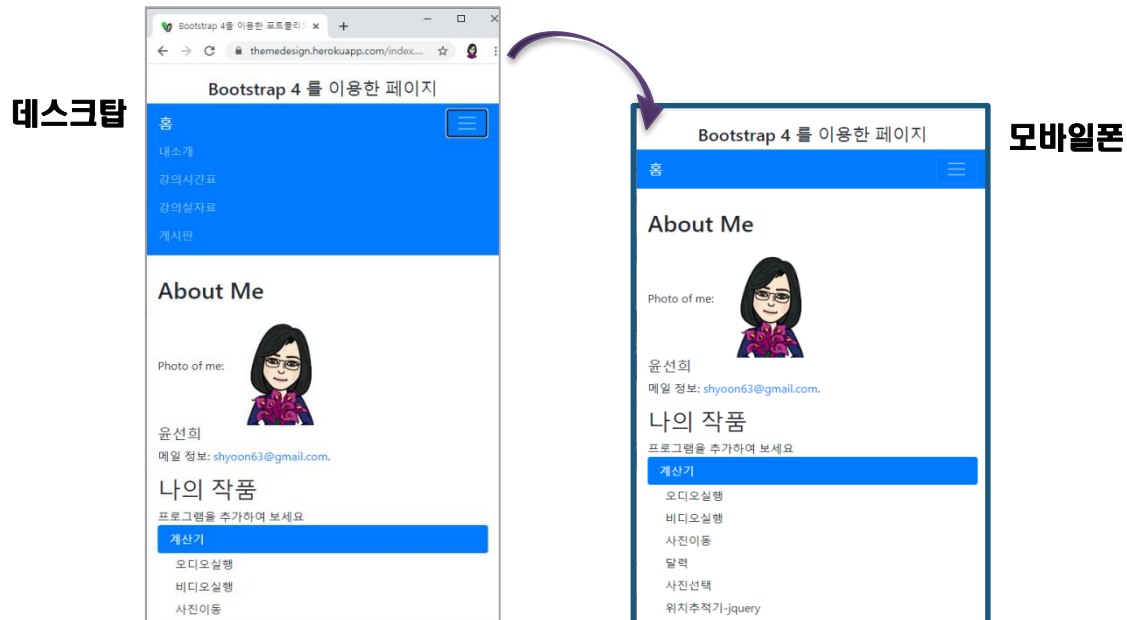 데스크탑
Bootstrap 4를 이용한 포트폴리오
themedesign.herokuapp.com/index....
Bootstrap 4 를 이용한 페이지
홈
내소개
강의시간표
강의실자료
게시판
About Me
Photo of me:
윤선희
메일 정보: shyoon63@gmail.com.
나의 작품
프로그램을 추가하여 보세요
계산기
오디오실행
비디오실행
사진이동
모바일폰
Bootstrap 4 를 이용한 페이지
홈
About Me
Photo of me:
윤선희
메일 정보: shyoon63@gmail.com.
나의 작품
프로그램을 추가하여 보세요
계산기
오디오실행
비디오실행
사진이동
달력
사진선택
위치추적기-jquery